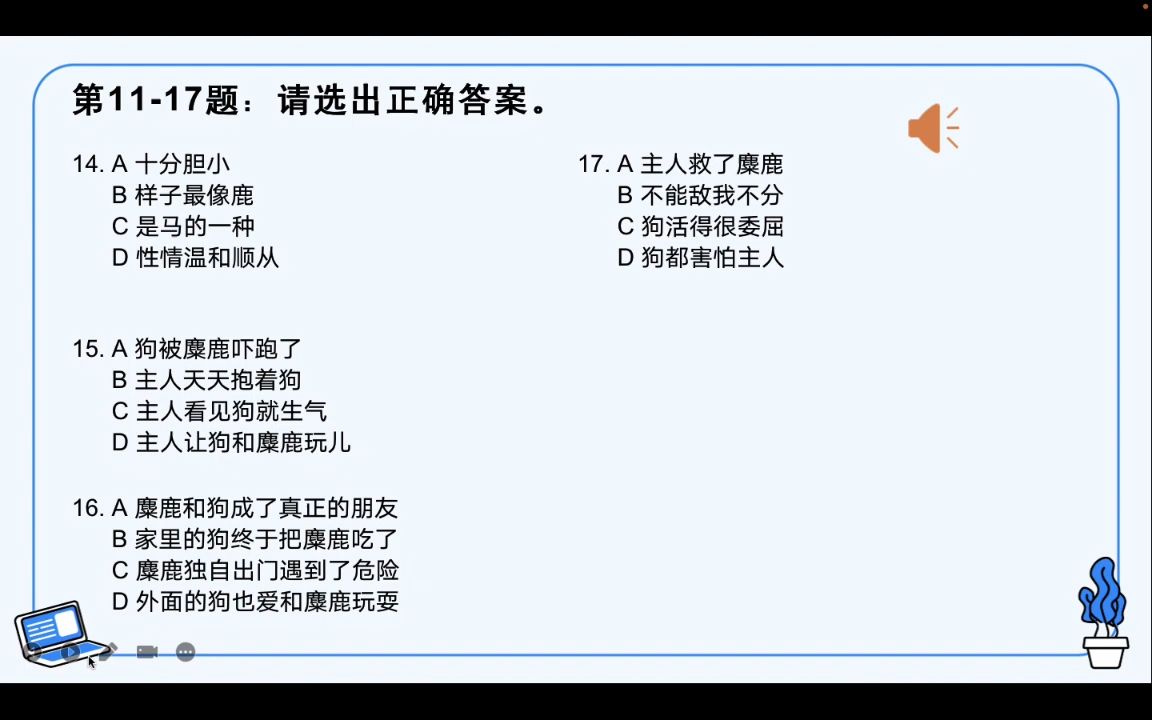 第11-17题：请选出正确答案。
14. A 十分胆小
B 样子最像鹿
C 是马的一种
D 性情温和顺从
15. A 狗被麋鹿吓跑了
B 主人天天抱着狗
C 主人看见狗就生气
D 主人让狗和麋鹿玩儿
16. A 麋鹿和狗成了真正的朋友
B 家里的狗终于把麋鹿吃了
C 麋鹿独自出门遇到了危险
D 外面的狗也爱和麋鹿玩耍
17. A 主人救了麋鹿
B 不能敌我不分
C 狗活得很委屈
D 狗都害怕主人